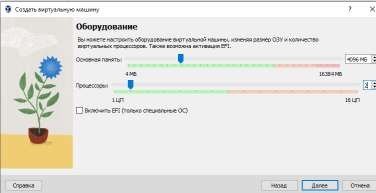 Создать виртуальную машину
Оборудование
Вы можете настроить оборудование виртуальной машины, изменяя размер ОЗУ и количество
виртуальных процессоров. Также возможна активация EFI.
Основная память:
4096 МБ
4 МБ
16384 МБ
Процессоры:
1 ЦП
16 ЦП
Включить EFI (только специальные ОС)
Справка
Назад
Далее
Отмена